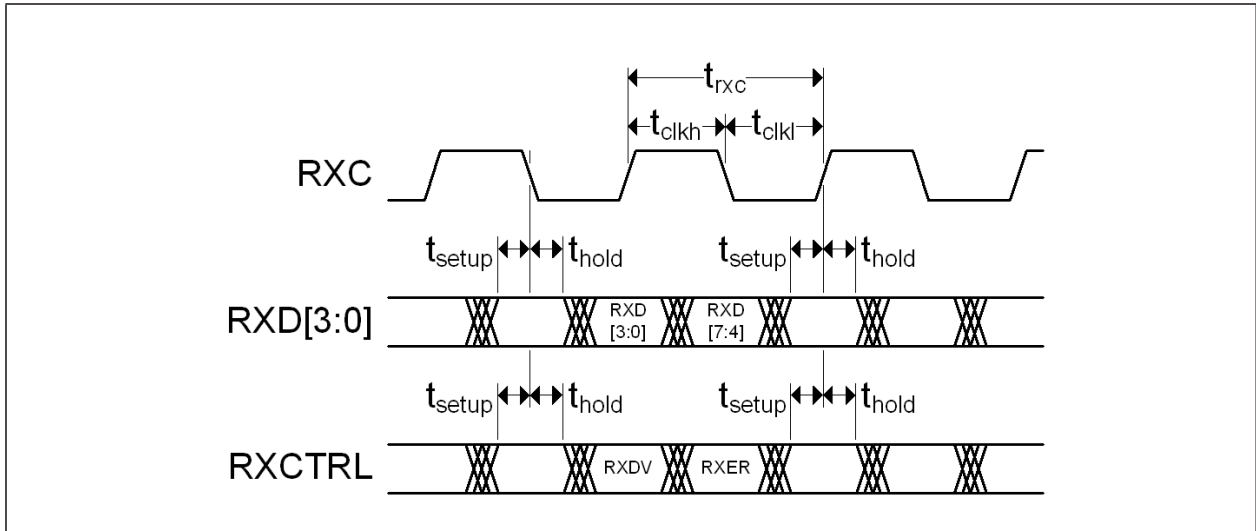 trxc
tclkh tclkl
RXC
tsetup thold tsetup thold
RXD[3:0] RXD RXD
[3:0] [7:4]
tsetup thold tsetup thold
RXCTRL RXDV RXER